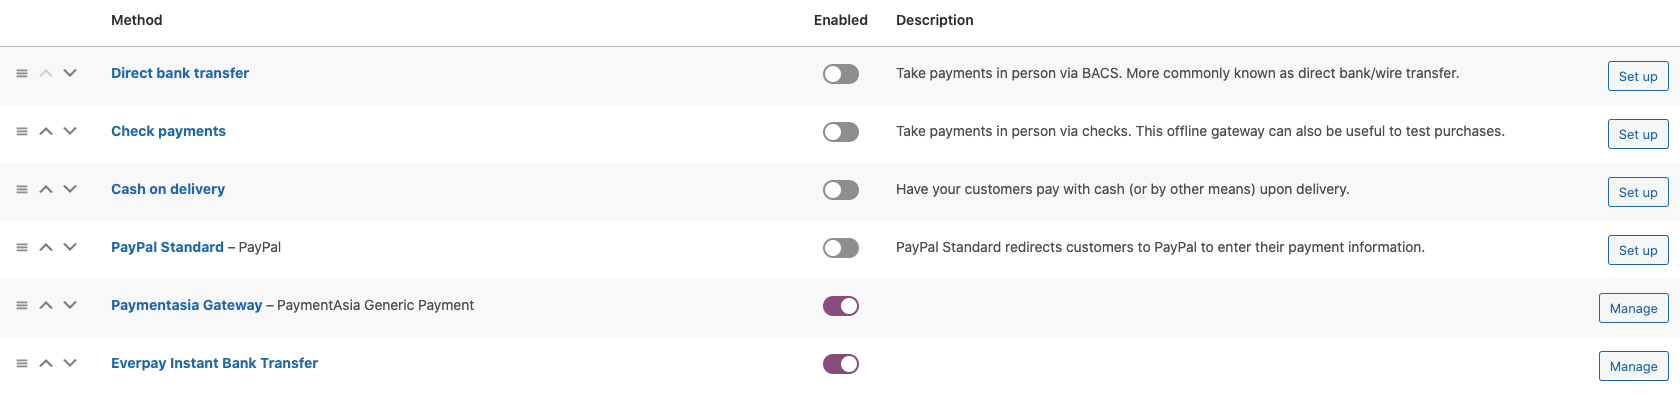 Method Enabled Description
Direct bank transfer Take payments in person via BACS. More commonly known as direct bank/wire transfer. Set up
Check payments Take payments in person via checks. This offline gateway can also be useful to test purchases. Set up
Cash on delivery Have your customers pay with cash (or by other means) upon delivery. Set up
PayPal Standard – PayPal PayPal Standard redirects customers to PayPal to enter their payment information. Set up
Paymentasia Gateway – PaymentAsia Generic Payment Manage
Everpay Instant Bank Transfer Manage